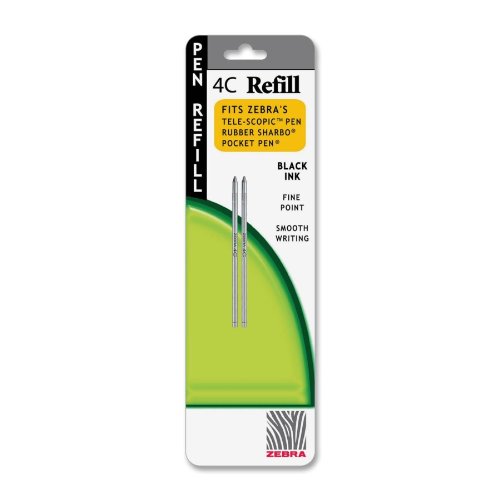 PEN REFILL
4C Refill
FITS ZEBRA'S
TELE-SCOPIC™ PEN
RUBBER SHARBO®
POCKET PEN®
BLACK
INK
FINE
POINT
SMOOTH
WRITING
ZEBRA